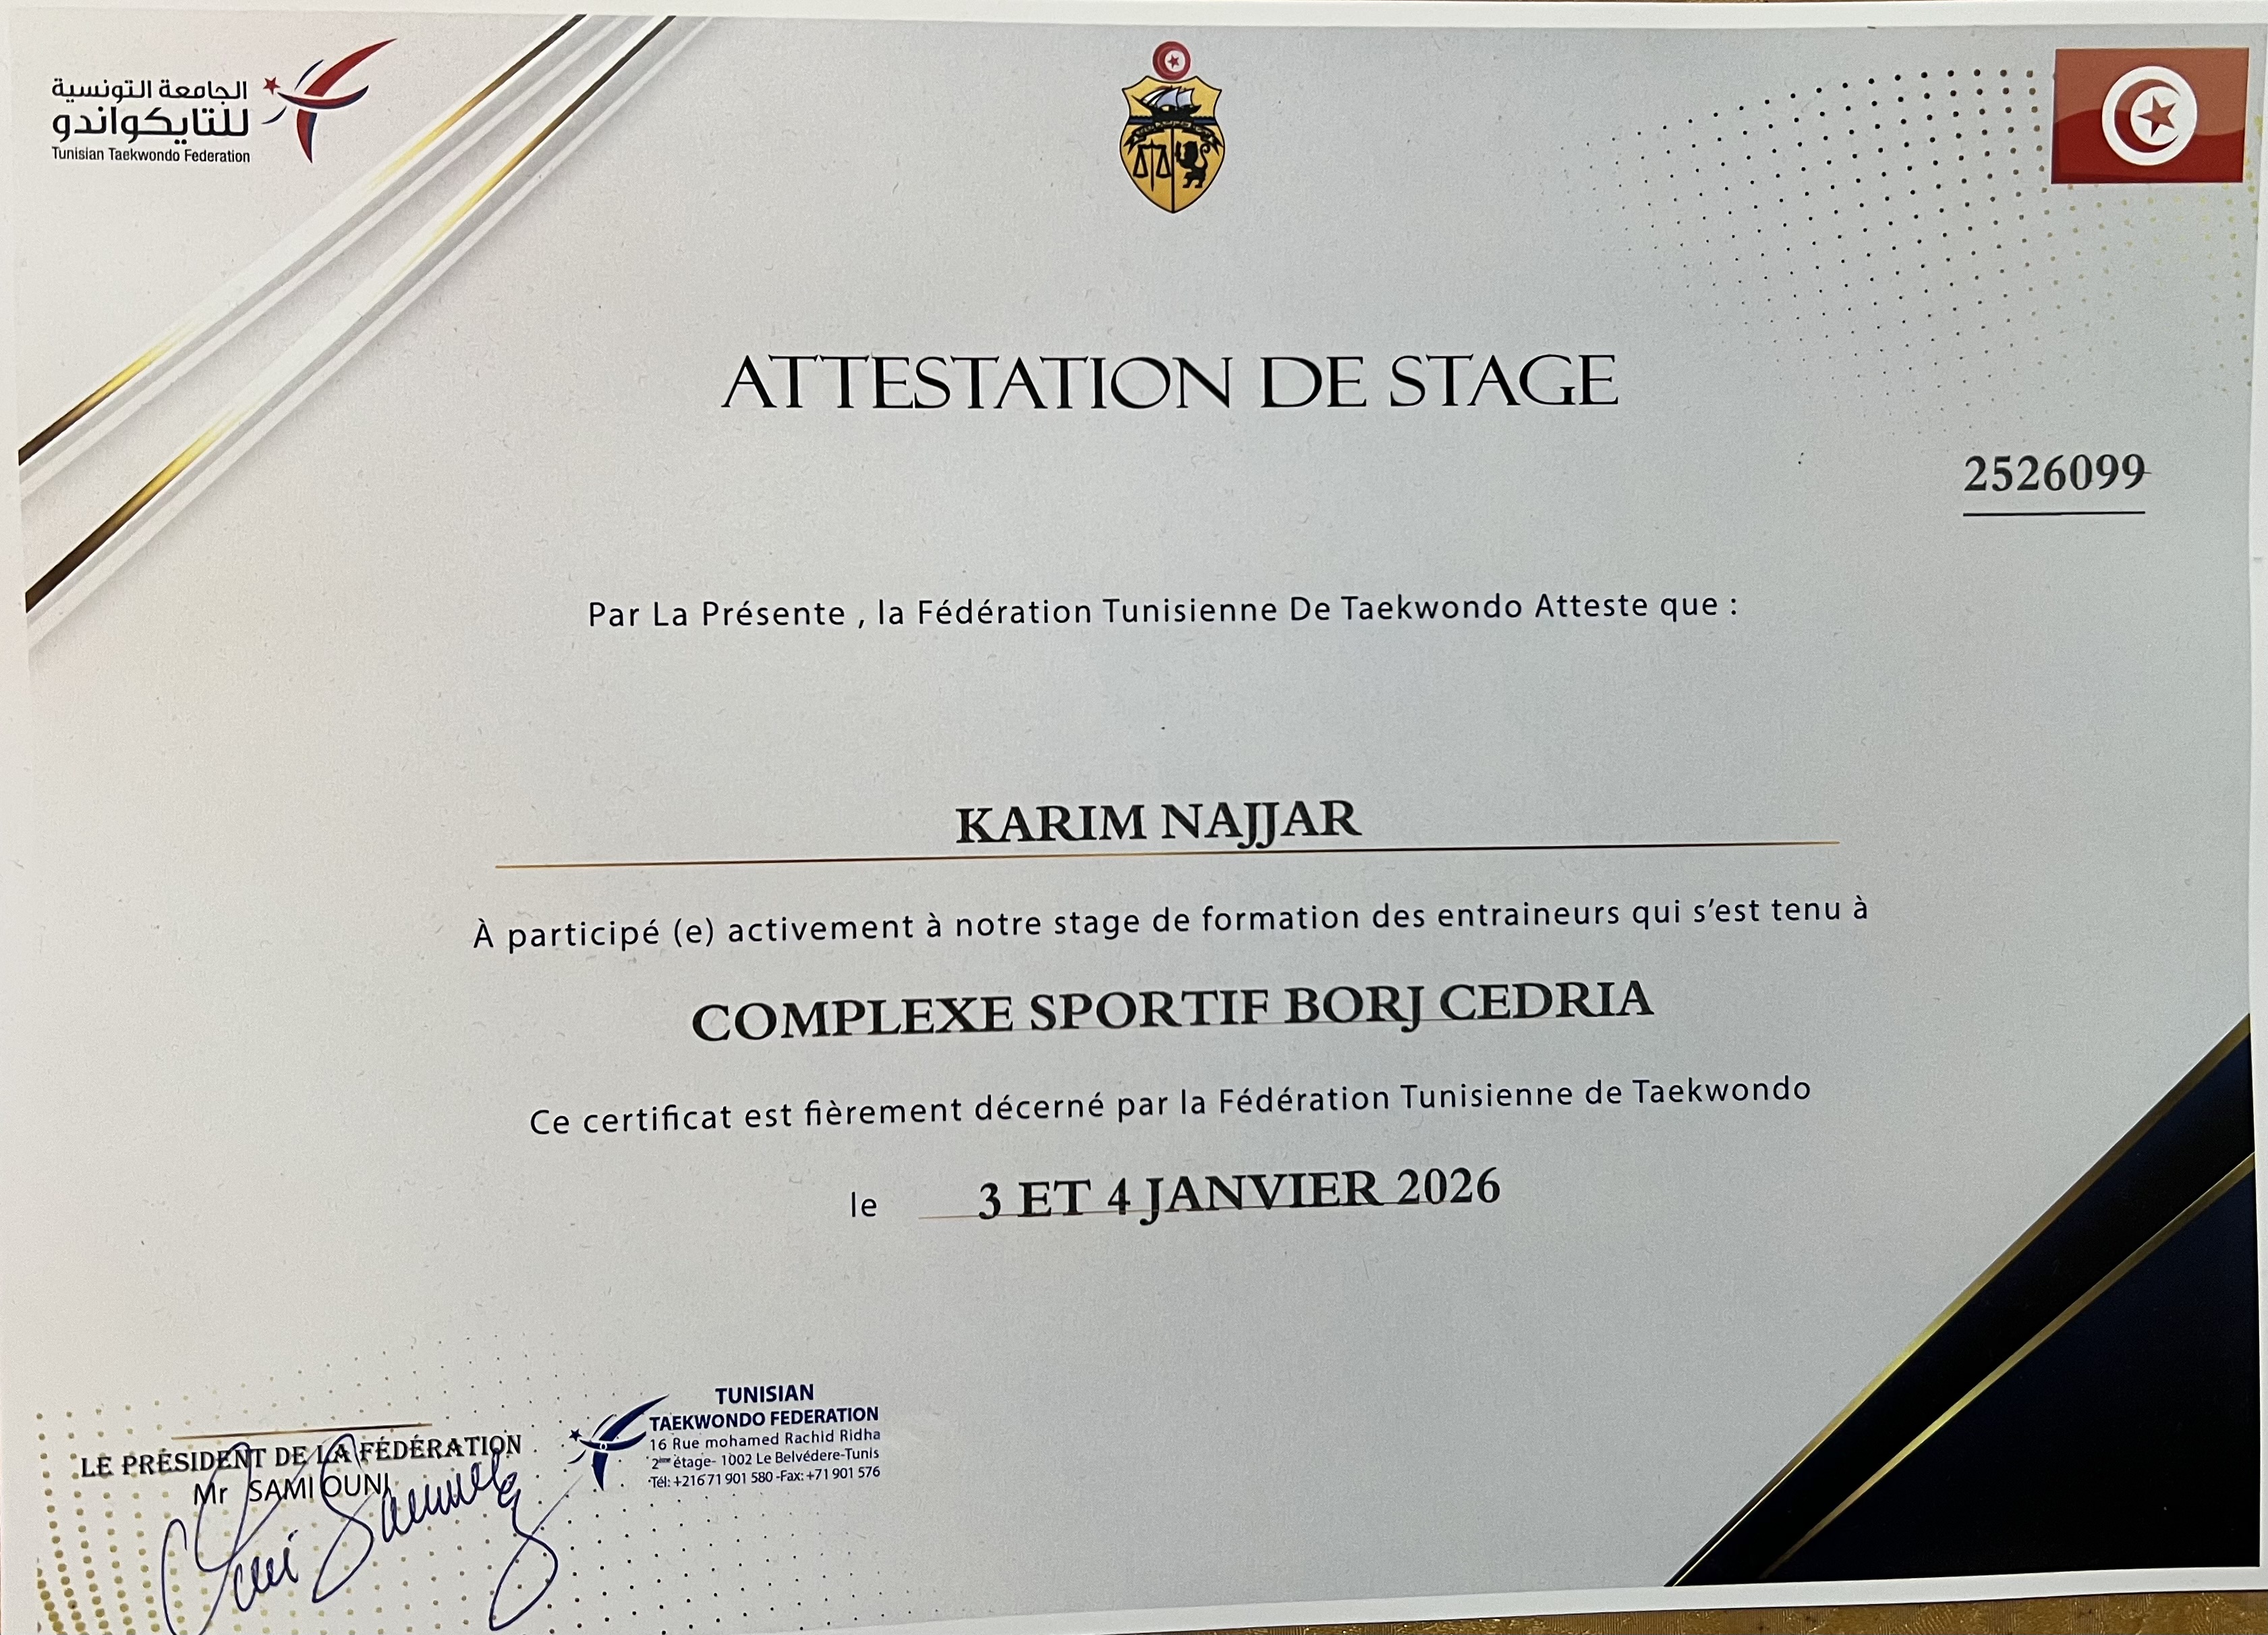 الجامعة التونسية
للتايكواندو
Tunisian Taekwondo Federation
ATTESTATION DE STAGE
2526099
Par La Présente , la Fédération Tunisienne De Taekwondo Atteste que :
KARIM NAJJAR
À participé (e) activement à notre stage de formation des entraineurs qui s’est tenu à
COMPLEXE SPORTIF BORJ CEDRIA
Ce certificat est fièrement décerné par la Fédération Tunisienne de Taekwondo
le 3 ET 4 JANVIER 2026
LE PRÉSIDENT DE LA FÉDÉRATION
Mr SAMI OUNI
TUNISIAN
TAEKWONDO FEDERATION
16 Rue mohamed Rachid Ridha
2ème étage- 1002 Le Belvédere-Tunis
Tél: +216 71 901 580 -Fax: +71 901 576